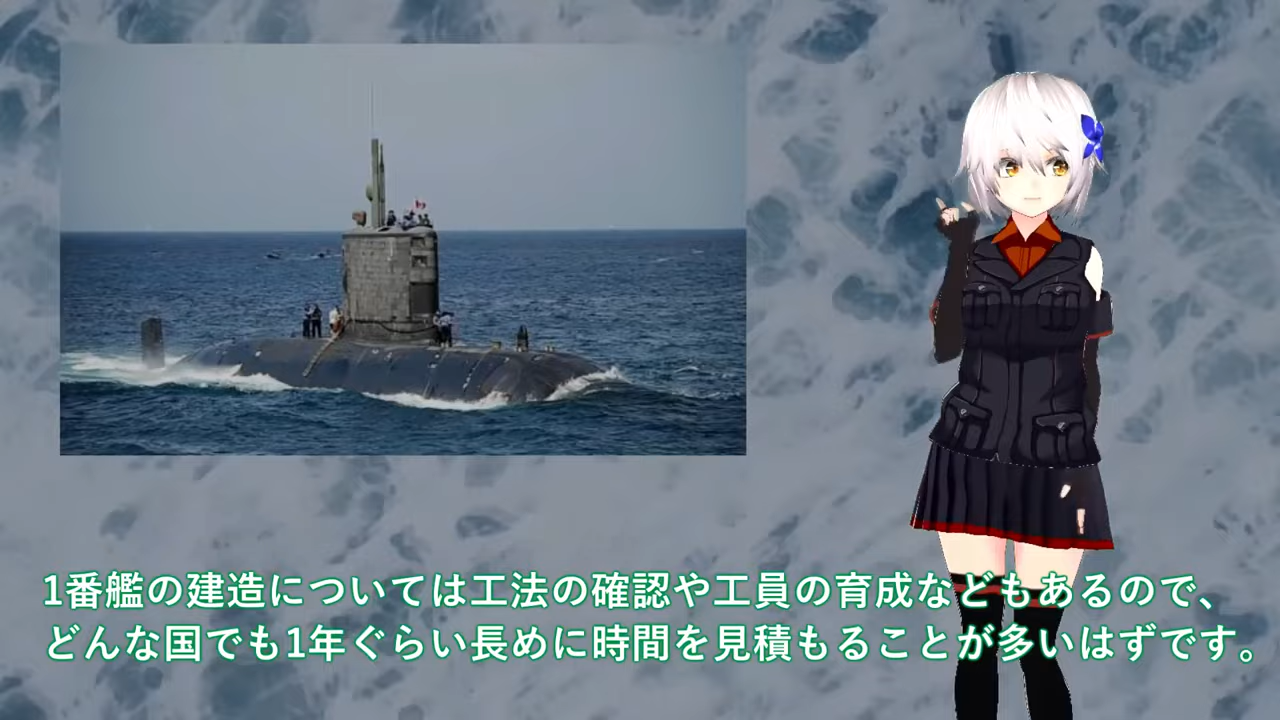 1番艦の建造については工法の確認や工員の育成などもあるので、
どんな国でも1年ぐらい長めに時間を見積もることが多いはずです。